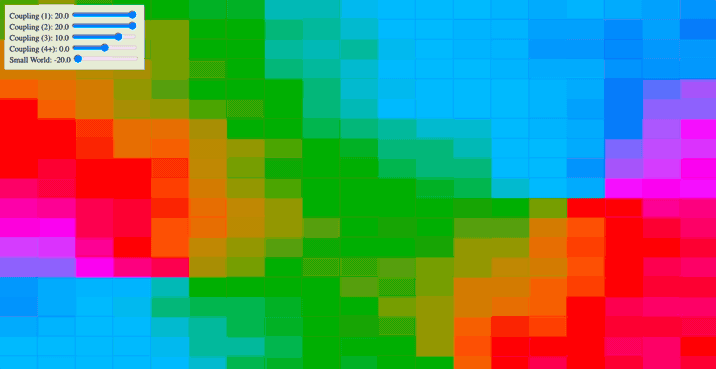 Coupling (1): 20.0
Coupling (2): 20.0
Coupling (3): 10.0
Coupling (4+): 0.0
Small World: -20.0